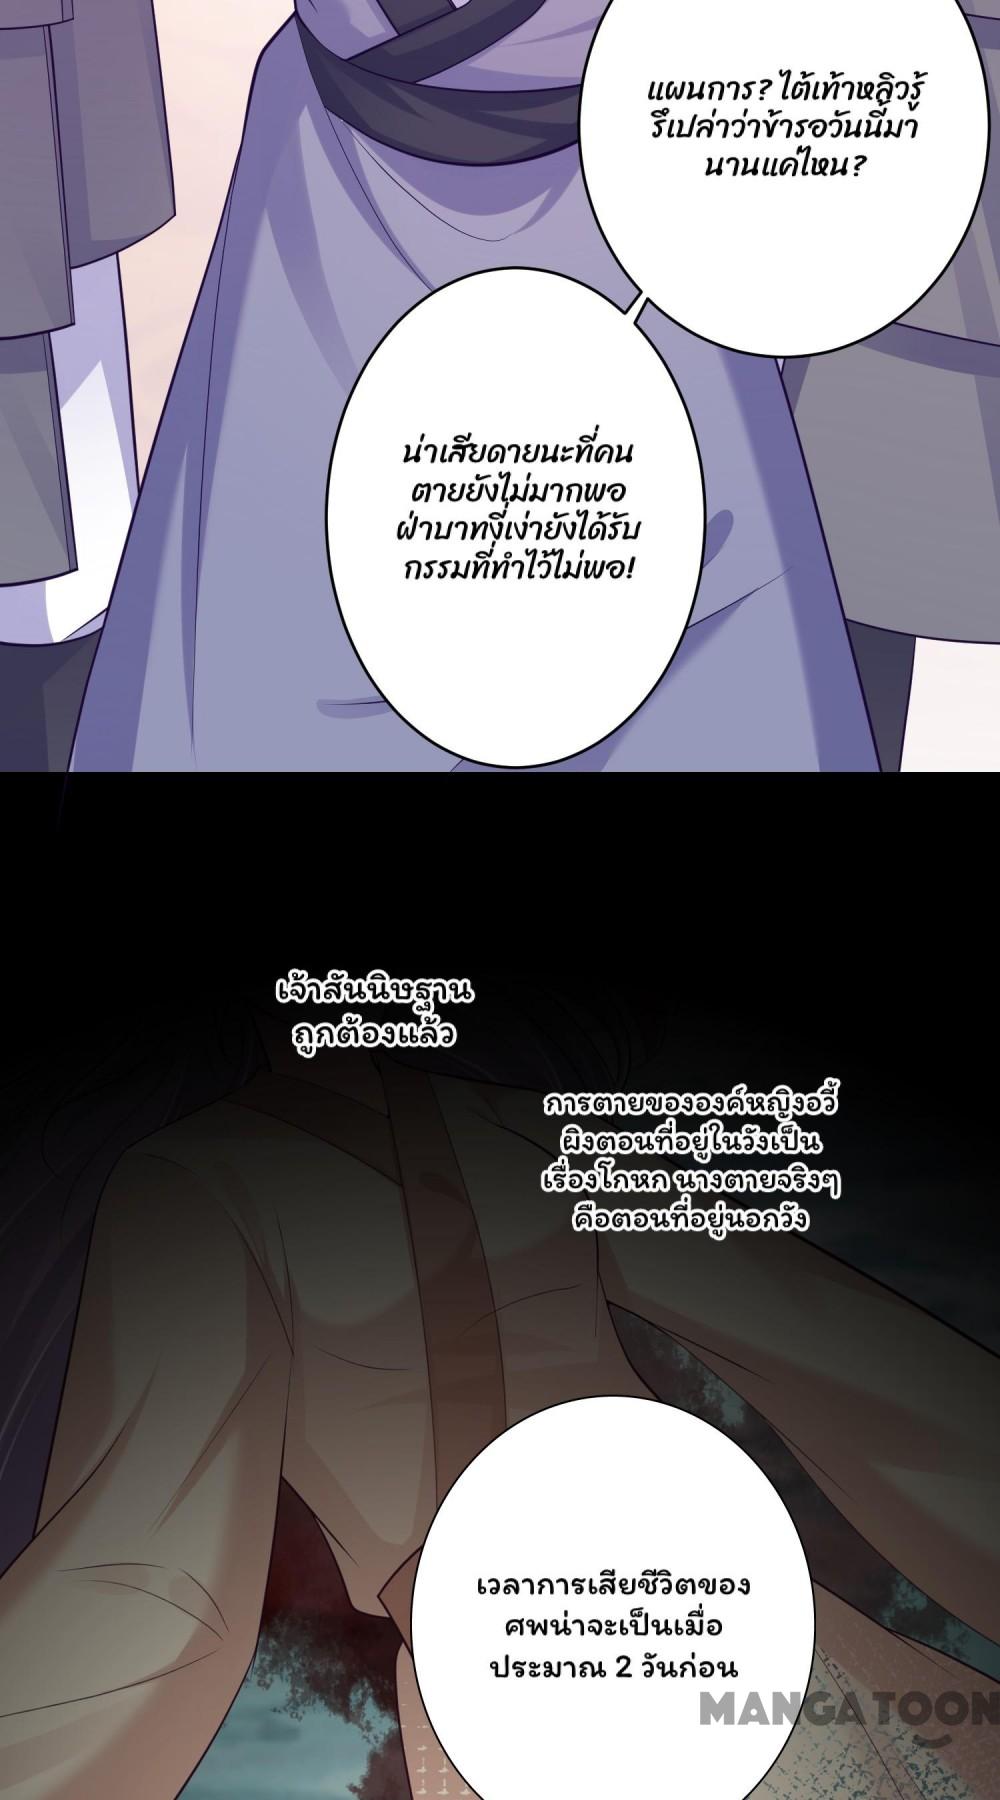 แผนการ? ไต้เท้าหลิวรู้
รึเปล่าว่าข้ารอวันนี้มา
นานแค่ไหน?
น่าเสียดายนะที่คน
ตายยังไม่มากพอ
ฝ่าบาทงี่เง่ายังได้รับ
กรรมที่ทำไว้ไม่พอ!
เจ้าสันนิษฐาน
ถูกต้องแล้ว
การตายขององค์หญิงอวี้
ผิงตอนที่อยู่ในวังเป็น
เรื่องโกหก นางตายจริงๆ
คือตอนที่อยู่นอกวัง
เวลาการเสียชีวิตของ
ศพน่าจะเป็นเมื่อ
ประมาณ 2 วันก่อน
MANGATOON